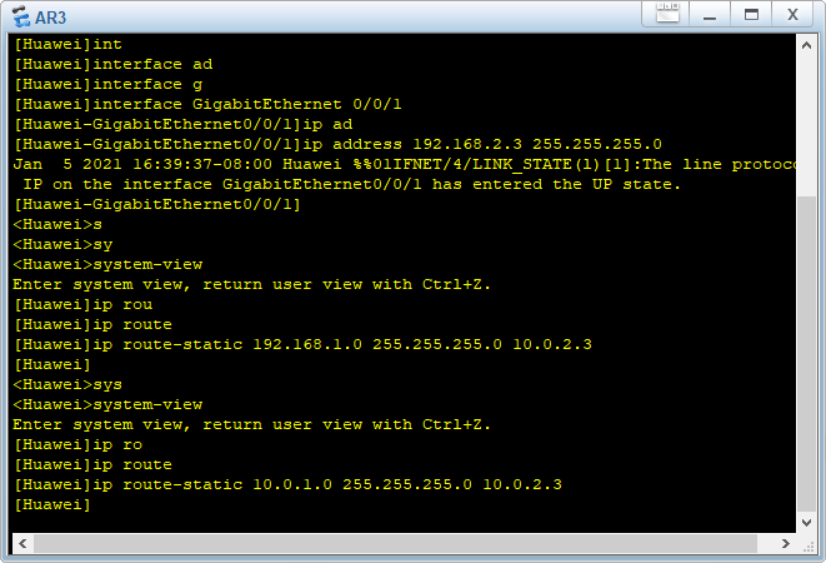 AR3
[Huawei]int
[Huawei]interface ad
[Huawei]interface g
[Huawei]interface GigabitEthernet 0/0/1
[Huawei-GigabitEthernet0/0/1]ip ad
[Huawei-GigabitEthernet0/0/1]ip address 192.168.2.3 255.255.255.0
Jan  5 2021 16:39:37-08:00 Huawei %%01IFNET/4/LINK_STATE(l)[1]:The line protoco
 IP on the interface GigabitEthernet0/0/1 has entered the UP state.
[Huawei-GigabitEthernet0/0/1]
<Huawei>s
<Huawei>sy
<Huawei>system-view
Enter system view, return user view with Ctrl+Z.
[Huawei]ip rou
[Huawei]ip route
[Huawei]ip route-static 192.168.1.0 255.255.255.0 10.0.2.3
[Huawei]
<Huawei>sys
<Huawei>system-view
Enter system view, return user view with Ctrl+Z.
[Huawei]ip ro
[Huawei]ip route
[Huawei]ip route-static 10.0.1.0 255.255.255.0 10.0.2.3
[Huawei]